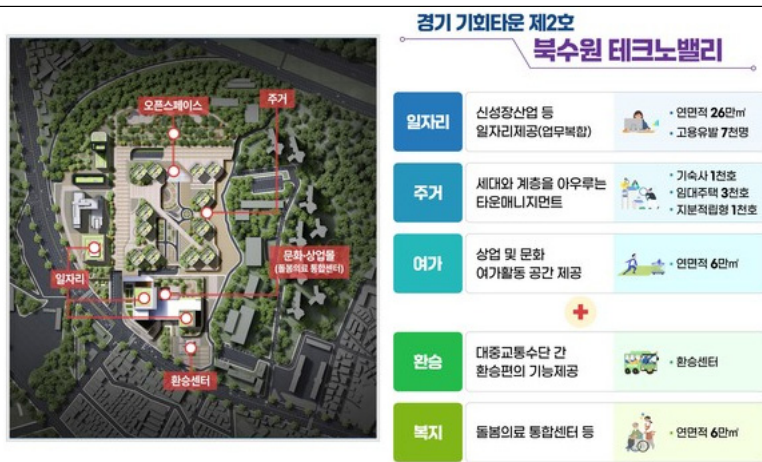 경기 기회타운 제2호
북수원 테크노밸리
오픈스페이스
주거
문화·상업몰
(돌봄의료 통합센터)
일자리
환승센터
일자리
신성장산업 등
일자리제공(업무복합)
• 연면적 26만㎡
• 고용유발 7천명
주거
세대와 계층을 아우르는
타운매니지먼트
• 기숙사 1천호
• 임대주택 3천호
• 지분적립형 1천호
여가
상업 및 문화
여가활동 공간 제공
• 연면적 6만㎡
+
환승
대중교통수단 간
환승편의 기능제공
• 환승센터
복지
돌봄의료 통합센터 등
• 연면적 6만㎡